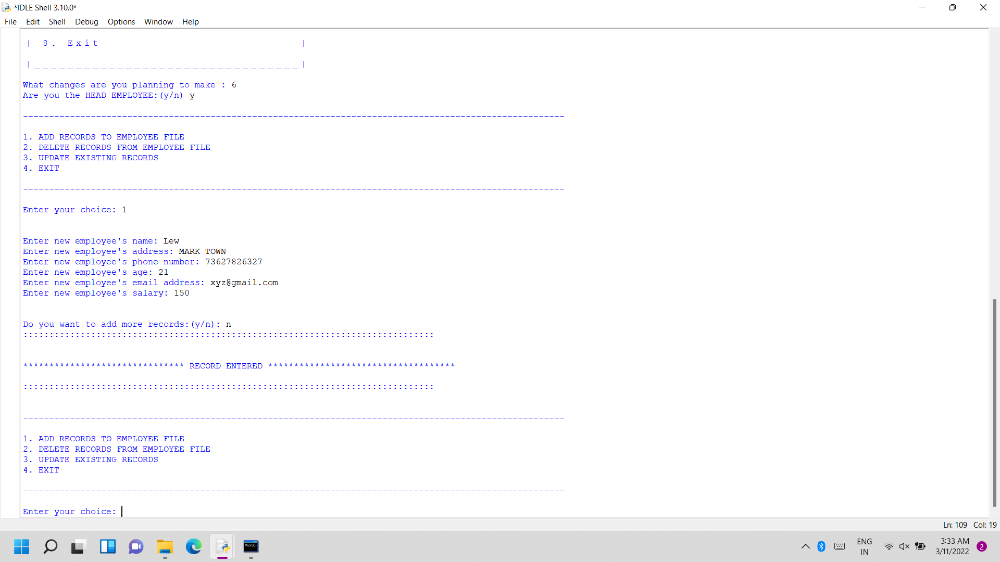 *IDLE Shell 3.10.0*
File Edit Shell Debug Options Window Help
| 8. Exit |
|_________________________________|
What changes are you planning to make : 6
Are you the HEAD EMPLOYEE:(y/n) y
--------------------------------------------------------------------------------------------------------
1. ADD RECORDS TO EMPLOYEE FILE
2. DELETE RECORDS FROM EMPLOYEE FILE
3. UPDATE EXISTING RECORDS
4. EXIT
--------------------------------------------------------------------------------------------------------
Enter your choice: 1
Enter new employee's name: Lew
Enter new employee's address: MARK TOWN
Enter new employee's phone number: 73627826327
Enter new employee's age: 21
Enter new employee's email address: xyz@gmail.com
Enter new employee's salary: 150
Do you want to add more records:(y/n): n
:::::::::::::::::::::::::::::::::::::::::::::::::::::::::::::::::::::::::::::::
******************************* RECORD ENTERED ************************************
:::::::::::::::::::::::::::::::::::::::::::::::::::::::::::::::::::::::::::::::
--------------------------------------------------------------------------------------------------------
1. ADD RECORDS TO EMPLOYEE FILE
2. DELETE RECORDS FROM EMPLOYEE FILE
3. UPDATE EXISTING RECORDS
4. EXIT
--------------------------------------------------------------------------------------------------------
Enter your choice:
Ln: 109 Col: 19
MySQL
ENG
IN
3:33 AM
3/11/2022
2